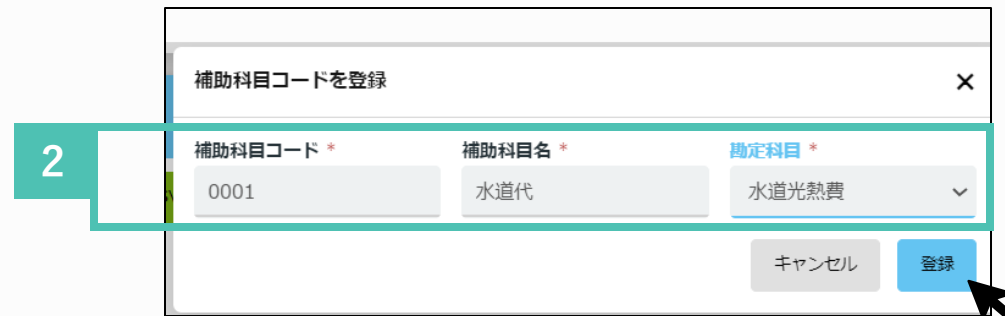 補助科目コードを登録
2
補助科目コード * 補助科目名 * 勘定科目 *
0001 水道代 水道光熱費
キャンセル 登録